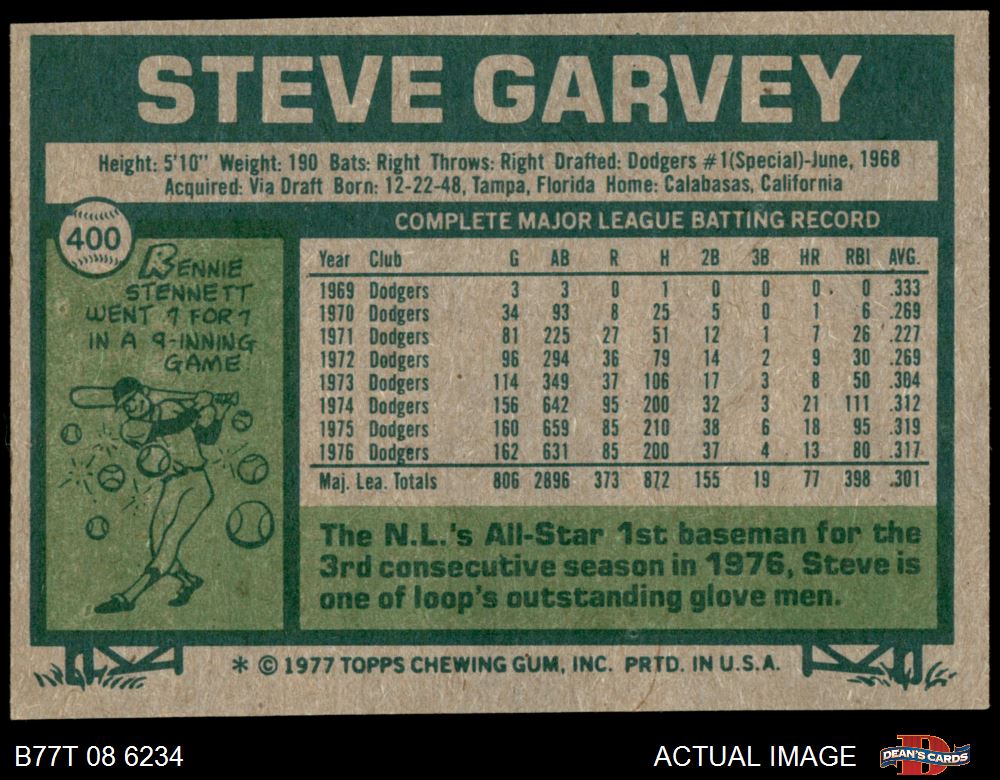 STEVE GARVEY
Height: 5'10" Weight: 190 Bats: Right Throws: Right Drafted: Dodgers #1(Special)-June, 1968
Acquired: Via Draft Born: 12-22-48, Tampa, Florida Home: Calabasas, California
400
RENNIE
STENNETT
WENT 7 FOR 7
IN A 9-INNING
GAME
COMPLETE MAJOR LEAGUE BATTING RECORD
Year Club G AB R H 2B 3B HR RBI AVG.
1969 Dodgers 3 3 0 1 0 0 0 0 .333
1970 Dodgers 34 93 8 25 5 0 1 6 .269
1971 Dodgers 81 225 27 51 12 1 7 26 .227
1972 Dodgers 96 294 36 79 14 2 9 30 .269
1973 Dodgers 114 349 37 106 17 3 8 50 .304
1974 Dodgers 156 642 95 200 32 3 21 111 .312
1975 Dodgers 160 659 85 210 38 6 18 95 .319
1976 Dodgers 162 631 85 200 37 4 13 80 .317
Maj. Lea. Totals 806 2896 373 872 155 19 77 398 .301
The N.L.'s All-Star 1st baseman for the
3rd consecutive season in 1976, Steve is
one of loop's outstanding glove men.
* © 1977 TOPPS CHEWING GUM, INC. PRTD. IN U.S.A.
B77T 08 6234
ACTUAL IMAGE
DEAN'S CARDS